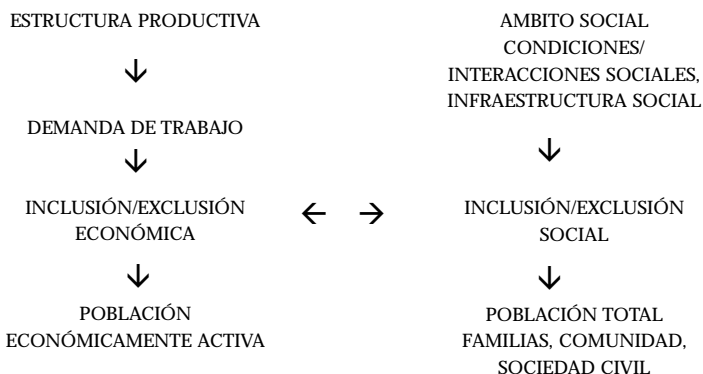 ESTRUCTURA PRODUCTIVA
DEMANDA DE TRABAJO
INCLUSIÓN/EXCLUSIÓN
ECONÓMICA
POBLACIÓN
ECONÓMICAMENTE ACTIVA
AMBITO SOCIAL
CONDICIONES/
INTERACCIONES SOCIALES,
INFRAESTRUCTURA SOCIAL
INCLUSIÓN/EXCLUSIÓN
SOCIAL
POBLACIÓN TOTAL
FAMILIAS, COMUNIDAD,
SOCIEDAD CIVIL